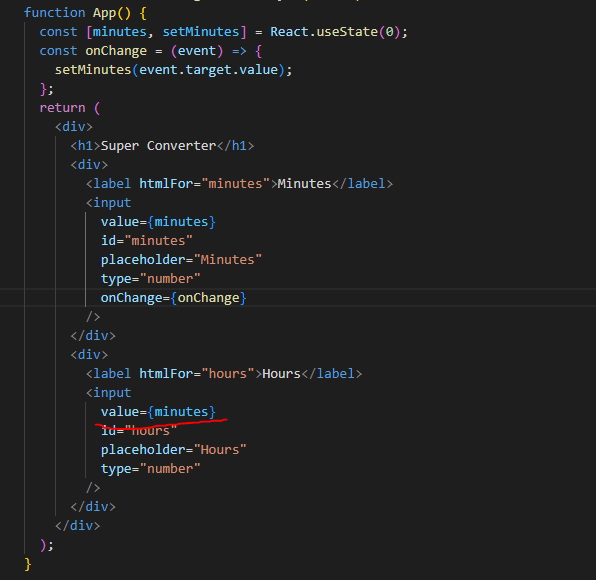 function App() {
const [minutes, setMinutes] = React.useState(0);
const onChange = (event) => {
setMinutes(event.target.value);
};
return (
<div>
<h1>Super Converter</h1>
<div>
<label htmlFor="minutes">Minutes</label>
<input
value={minutes}
id="minutes"
placeholder="Minutes"
type="number"
onChange={onChange}
/>
</div>
<div>
<label htmlFor="hours">Hours</label>
<input
value={minutes}
id="hours"
placeholder="Hours"
type="number"
/>
</div>
</div>
);
}